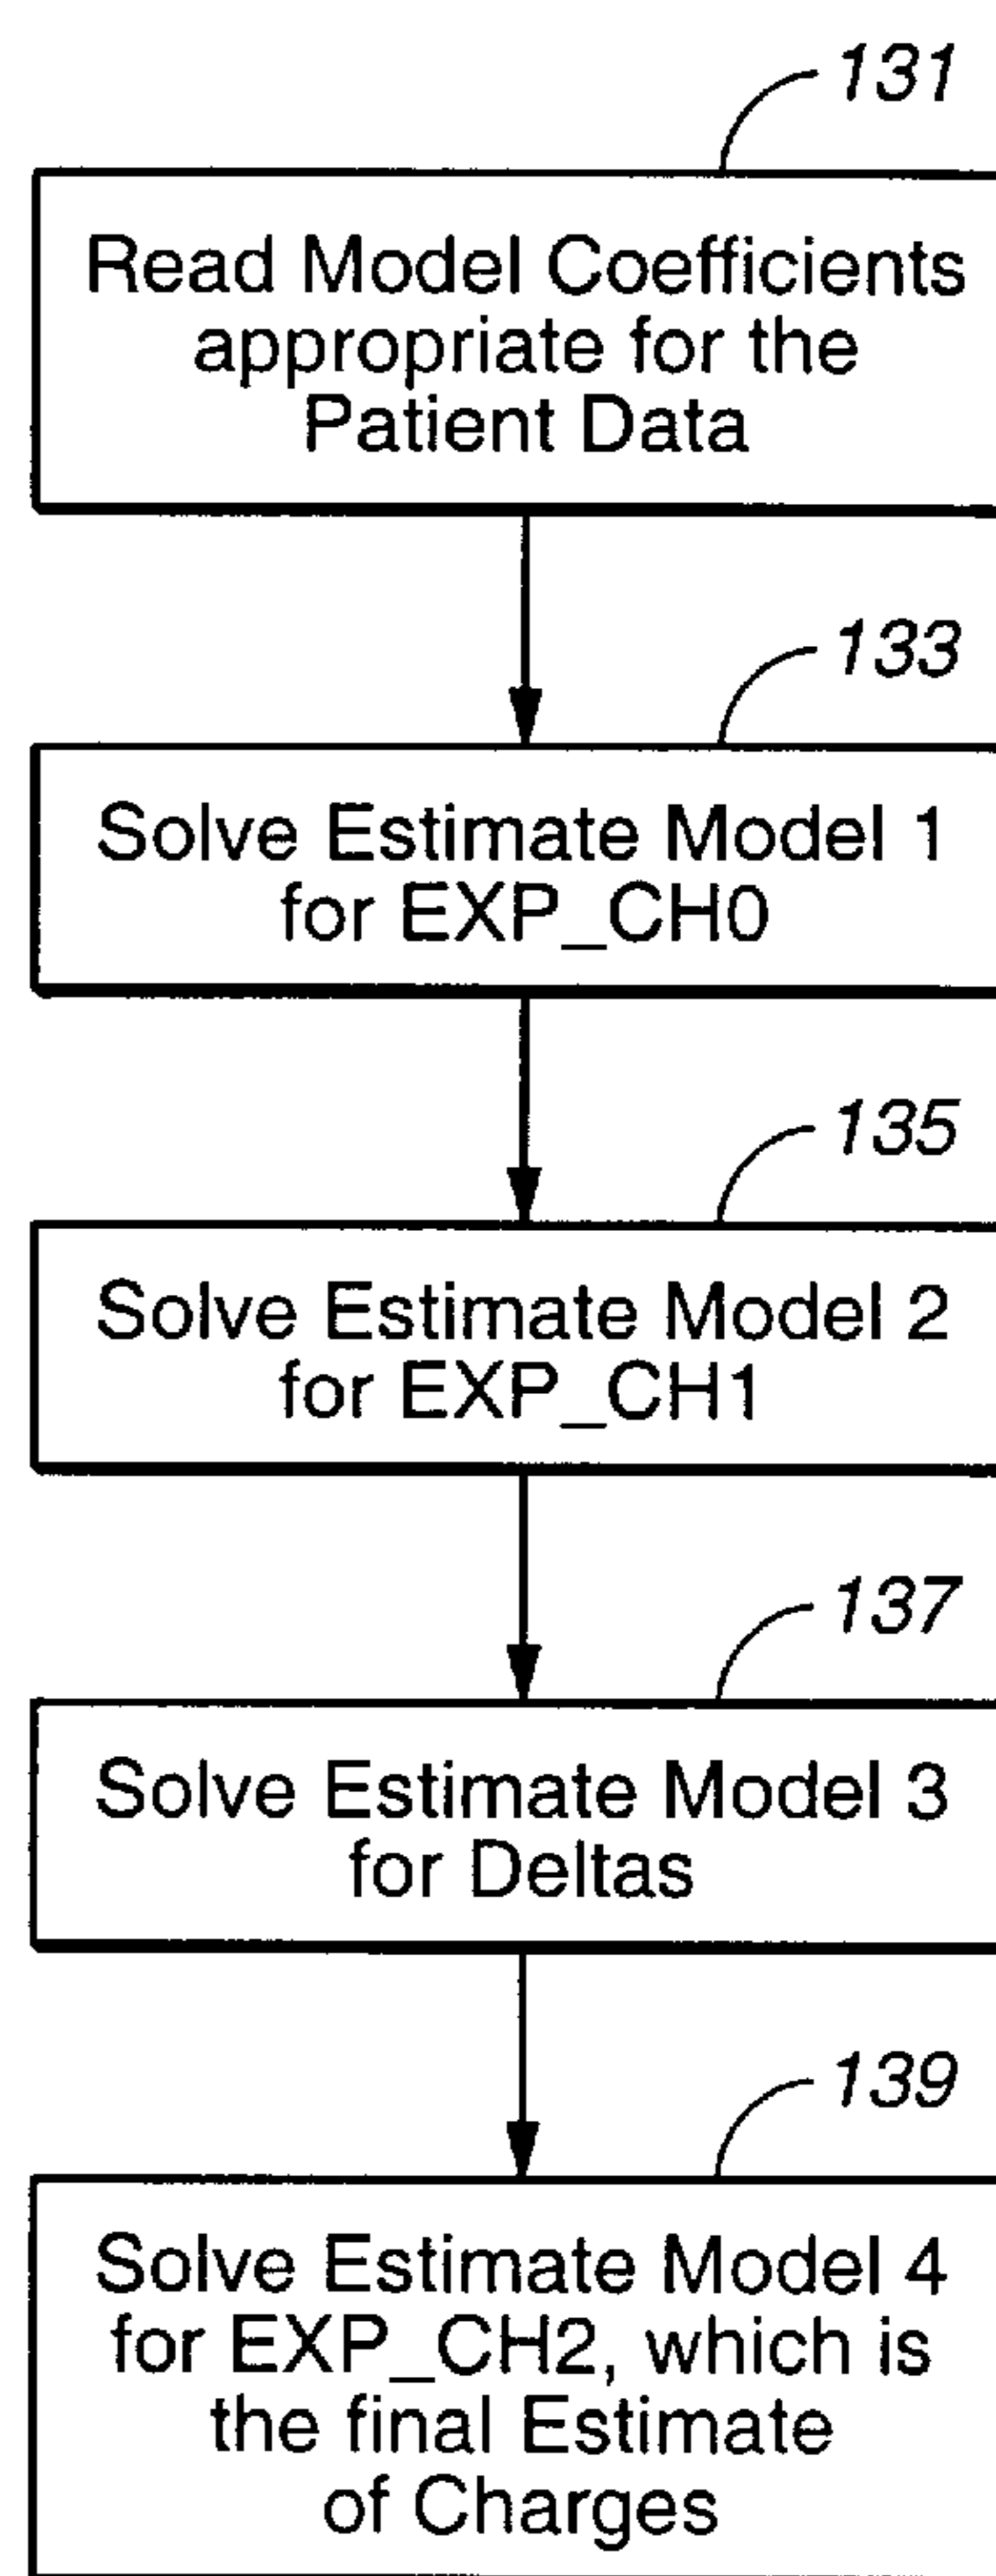 131
Read Model Coefficients
appropriate for the
Patient Data
133
Solve Estimate Model 1
for EXP_CH0
135
Solve Estimate Model 2
for EXP_CH1
137
Solve Estimate Model 3
for Deltas
139
Solve Estimate Model 4
for EXP_CH2, which is
the final Estimate
of Charges